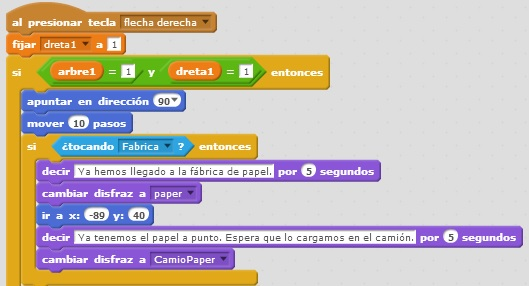 al presionar tecla flecha derecha
fijar dreta1 a 1
si arbre1 = 1 y dreta1 = 1 entonces
apuntar en dirección 90
mover 10 pasos
si ¿tocando Fabrica ? entonces
decir Ya hemos llegado a la fábrica de papel. por 5 segundos
cambiar disfraz a paper
ir a x: -89 y: 40
decir Ya tenemos el papel a punto. Espera que lo cargamos en el camión. por 5 segundos
cambiar disfraz a CamioPaper